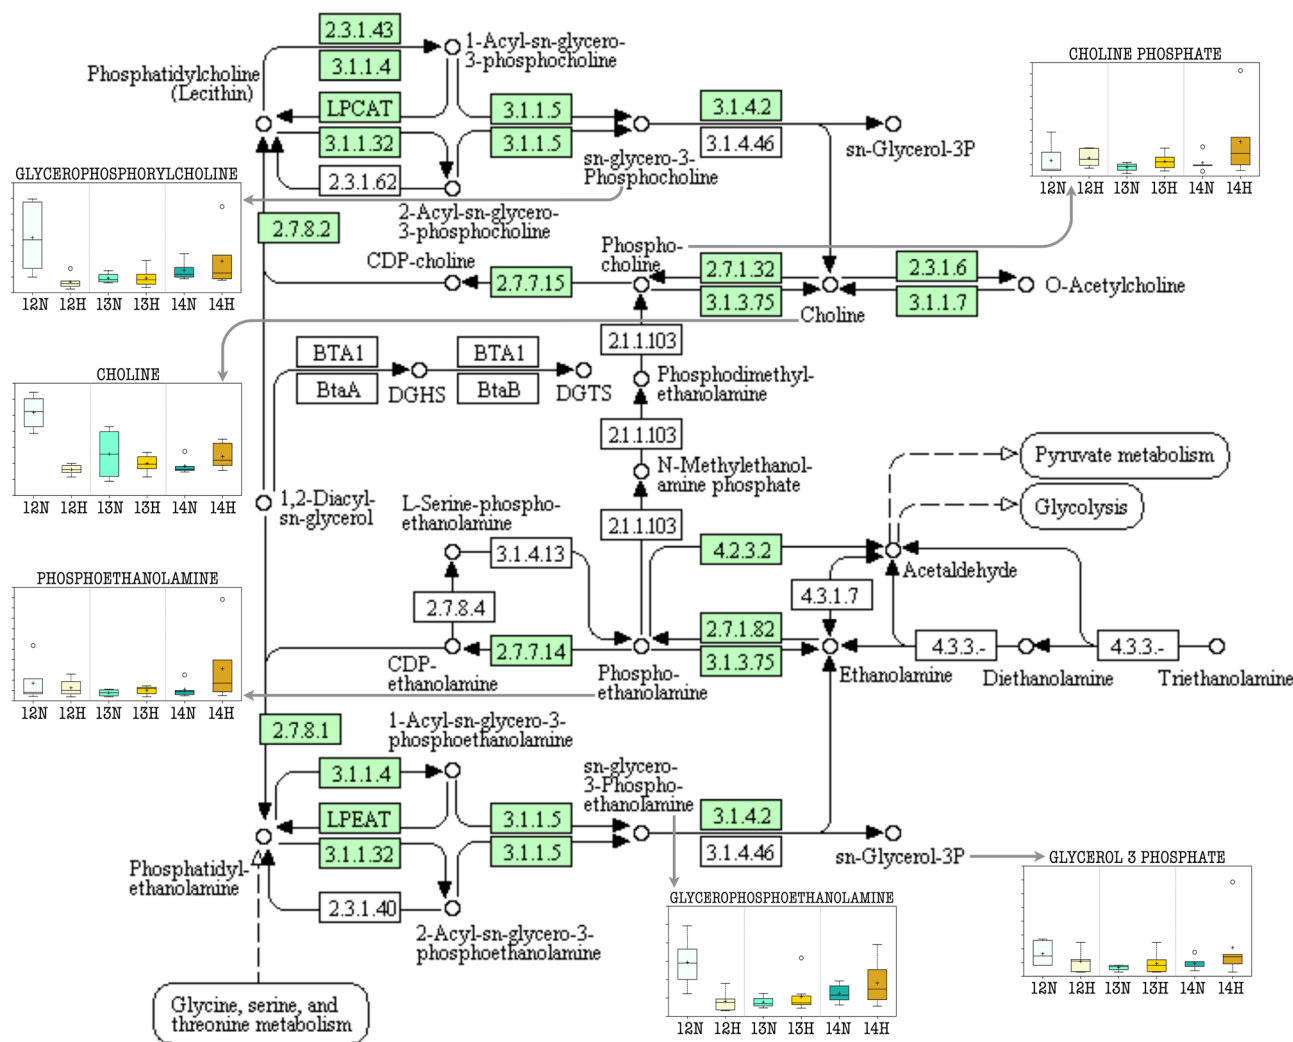 2.3.1.43
1-Acyl-sn-glycero-
3-phosphocholine
CHOLINE PHOSPHATE
3.1.1.4
Phosphatidylcholine
(Lecithin)
LPCAT
3.1.1.5
3.1.4.2
3.1.1.32
3.1.1.5
3.1.4.46
sn-Glycerol-3P
sn-glycero-3-
Phosphocholine
12N 12H 13N 13H 14N 14H
GLYCEROPHOSPHORYLCHOLINE
2.3.1.62
2-Acyl-sn-glycero-
3-phosphocholine
2.7.8.2
CDP-choline
Phospho-
choline
2.7.1.32
2.3.1.6
2.7.7.15
O-Acetylcholine
3.1.3.75
3.1.1.7
12N 12H 13N 13H 14N 14H
Choline
2.1.1.103
BTA1
BTA1
CHOLINE
BtaA
DGHS
BtaB
DGTS
Phosphodimethyl-
ethanolamine
2.1.1.103
Pyruvate metabolism
N-Methylethanol-
amine phosphate
12N 12H 13N 13H 14N 14H
1,2-Diacyl-
sn-glycerol
L-Serine-phospho-
ethanolamine
Glycolysis
2.1.1.103
3.1.4.13
4.2.3.2
Acetaldehyde
PHOSPHOETHANOLAMINE
4.3.1.7
2.7.8.4
2.7.1.82
2.7.7.14
4.3.3.-
4.3.3.-
CDP-
ethanolamine
Phospho-
ethanolamine
3.1.3.75
Ethanolamine
Diethanolamine
Triethanolamine
12N 12H 13N 13H 14N 14H
2.7.8.1
1-Acyl-sn-glycero-3-
phosphoethanolamine
3.1.1.4
sn-glycero-
3-Phospho-
ethanolamine
LPEAT
3.1.1.5
3.1.4.2
3.1.1.32
3.1.1.5
3.1.4.46
sn-Glycerol-3P
GLYCEROL 3 PHOSPHATE
Phosphatidyl-
ethanolamine
GLYCEROPHOSPHOETHANOLAMINE
2.3.1.40
2-Acyl-sn-glycero-3-
phosphoethanolamine
12N 12H 13N 13H 14N 14H
Glycine, serine, and
threonine metabolism
12N 12H 13N 13H 14N 14H